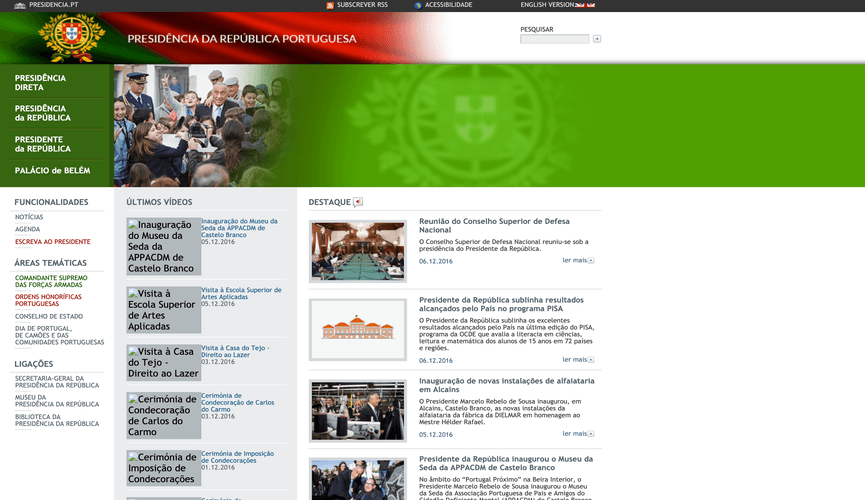 PRESIDENCIA.PT
SUBSCREVER RSS
ACESSIBILIDADE
ENGLISH VERSION
PRESIDÊNCIA DA REPÚBLICA PORTUGUESA
PESQUISAR
PRESIDÊNCIA
DIRETA
PRESIDÊNCIA
da REPÚBLICA
PRESIDENTE
da REPÚBLICA
PALÁCIO de BELÉM
FUNCIONALIDADES
NOTÍCIAS
AGENDA
ESCREVA AO PRESIDENTE
ÁREAS TEMÁTICAS
COMANDANTE SUPREMO
DAS FORÇAS ARMADAS
ORDENS HONORÍFICAS
PORTUGUESAS
CONSELHO DE ESTADO
DIA DE PORTUGAL,
DE CAMÕES E DAS
COMUNIDADES PORTUGUESAS
LIGAÇÕES
SECRETARIA-GERAL DA
PRESIDÊNCIA DA REPÚBLICA
MUSEU DA
PRESIDÊNCIA DA REPÚBLICA
BIBLIOTECA DA
PRESIDÊNCIA DA REPÚBLICA
ÚLTIMOS VÍDEOS
Inauguração
do Museu da
Seda da
APPACDM de
Castelo Branco
Inauguração do Museu da
Seda da APPACDM de
Castelo Branco
05.12.2016
Visita à
Escola Superior
de Artes
Aplicadas
Visita à Escola Superior de
Artes Aplicadas
05.12.2016
Visita à Casa
do Tejo -
Direito ao Lazer
Visita à Casa do Tejo -
Direito ao Lazer
03.12.2016
Cerimónia de
Condecoração
de Carlos do
Carmo
Cerimónia de
Condecoração de Carlos
do Carmo
03.12.2016
Cerimónia de
Imposição de
Condecorações
Cerimónia de Imposição
de Condecorações
01.12.2016
DESTAQUE
Reunião do Conselho Superior de Defesa
Nacional
O Conselho Superior de Defesa Nacional reuniu-se sob a
presidência do Presidente da República.
06.12.2016
ler mais
Presidente da República sublinha resultados
alcançados pelo País no programa PISA
O Presidente da República sublinha os excelentes
resultados alcançados pelo País na última edição do PISA,
programa da OCDE que avalia a literacia em ciências,
leitura e matemática dos alunos de 15 anos em 72 países
e regiões.
06.12.2016
ler mais
Inauguração de novas instalações de alfaiataria
em Alcains
O Presidente Marcelo Rebelo de Sousa inaugurou, em
Alcains, Castelo Branco, as novas instalações da
alfaiataria da fábrica da DIELMAR em homenagem ao
Mestre Hélder Rafael.
05.12.2016
ler mais
Presidente da República inaugurou o Museu da
Seda da APPACDM de Castelo Branco
No âmbito do "Portugal Próximo" na Beira Interior, o
Presidente Marcelo Rebelo de Sousa inaugurou o Museu
da Seda da Associação Portuguesa de Pais e Amigos do